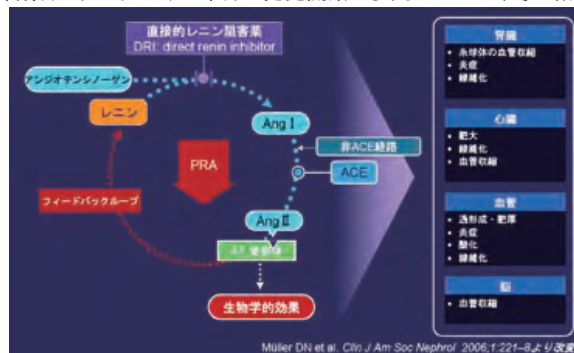 直接的レニン阻害薬
DRI: direct renin inhibitor
アンジオテンシノーゲン
レニン
Ang I
非ACE経路
ACE
PRA
フィードバックループ
Ang II
生物学的効果
腎臓
• 糸球体の血管収縮
• 炎症
• 線維化
心臓
• 肥大
• 線維化
• 血管収縮
血管
• 過形成・肥厚
• 炎症
• 酸化
• 線維化
脳
• 血管収縮
Müller DN et al. Clin J Am Soc Nephrol 2006;1:221–8より改変